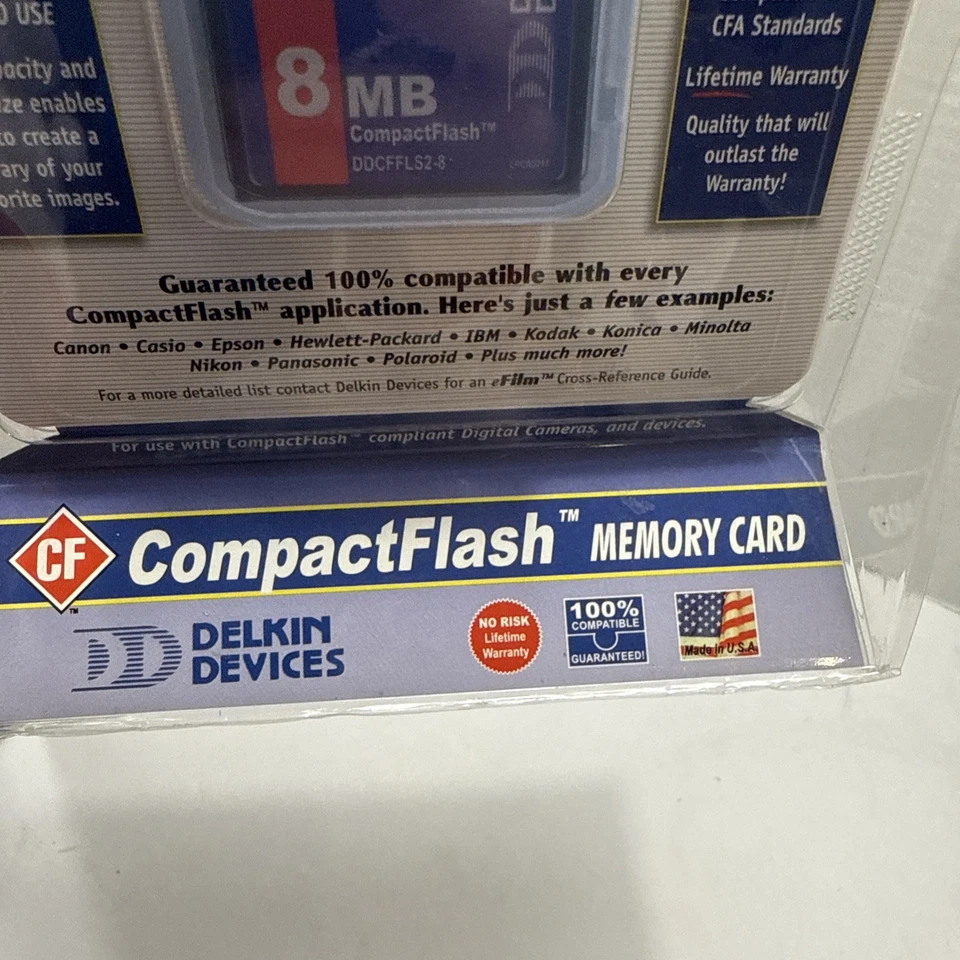 USE
acity and
ze enables
to create a
ary of your
orite images.
8 MB
CompactFlash™
DDCFFLS2-8
CFA Standards
Lifetime Warranty
Quality that will
outlast the
Warranty!
Guaranteed 100% compatible with every
CompactFlash™ application. Here's just a few examples:
Canon • Casio • Epson • Hewlett-Packard • IBM • Kodak • Konica • Minolta
Nikon • Panasonic • Polaroid • Plus much more!
For a more detailed list contact Delkin Devices for an eFilm™ Cross-Reference Guide.
For use with CompactFlash™ compliant Digital Cameras, and devices.
CF CompactFlash™ MEMORY CARD
™
DELKIN
DEVICES
NO RISK
Lifetime
Warranty
100%
COMPATIBLE
GUARANTEED!
Made in U.S.A.